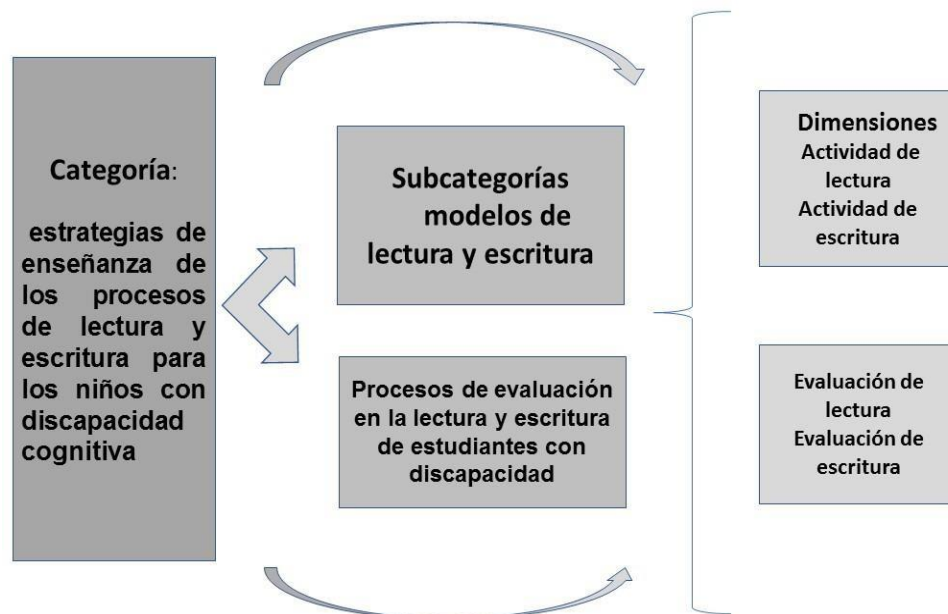 Categoría:
estrategias de
enseñanza de
los procesos
de lectura y
escritura para
los niños con
discapacidad
cognitiva
Subcategorías
modelos de
lectura y escritura
Procesos de evaluación
en la lectura y escritura
de estudiantes con
discapacidad
Dimensiones
Actividad de
lectura
Actividad de
escritura
Evaluación de
lectura
Evaluación de
escritura